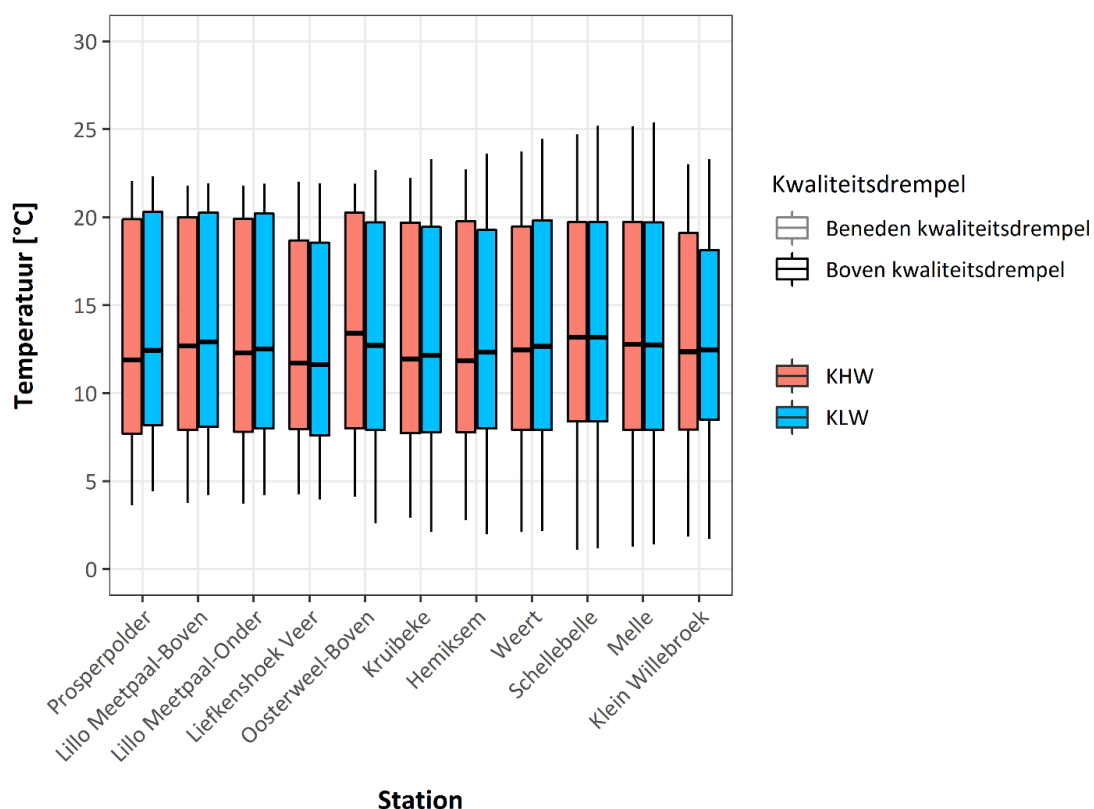 Temperatuur [°C]
30
25
20
15
10
5
0
Prosperpolder
Lillo Meetpaal-Boven
Lillo Meetpaal-Onder
Liefkenshoek Veer
Oosterweel-Boven
Kruibeke
Hemiksem
Weert
Schellebelle
Melle
Klein Willebroek
Station
Kwaliteitsdrempel
Beneden kwaliteitsdrempel
Boven kwaliteitsdrempel
KHW
KLW